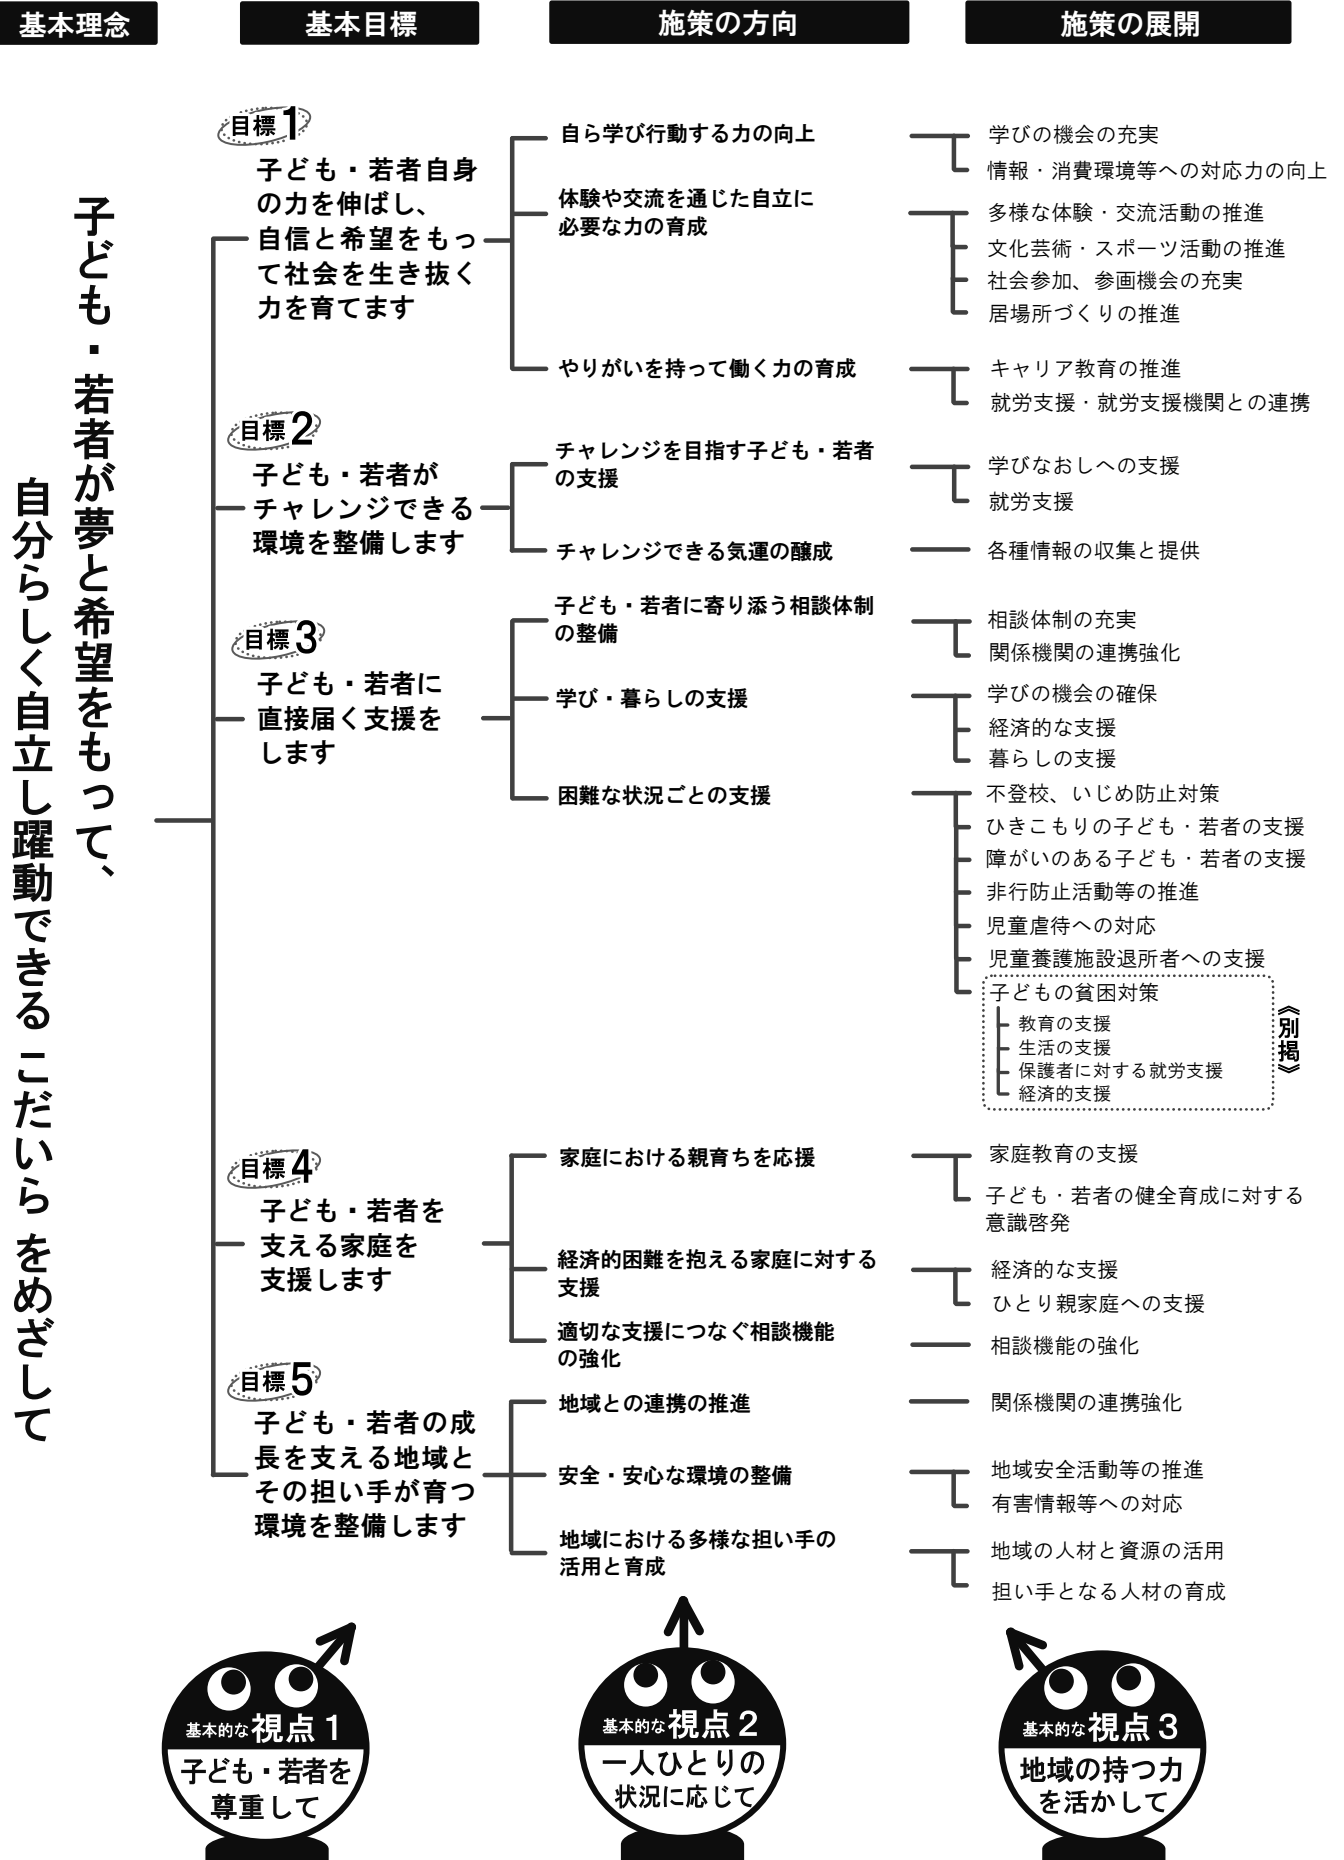 基本理念
基本目標
施策の方向
施策の展開
子ども・若者が夢と希望をもって、
自分らしく自立し躍動できる こだいら をめざして
目標1
子ども・若者自身
の力を伸ばし、
自信と希望をもっ
て社会を生き抜く
力を育てます
自ら学び行動する力の向上
学びの機会の充実
情報・消費環境等への対応力の向上
体験や交流を通じた自立に
必要な力の育成
多様な体験・交流活動の推進
文化芸術・スポーツ活動の推進
社会参加、参画機会の充実
居場所づくりの推進
やりがいを持って働く力の育成
キャリア教育の推進
就労支援・就労支援機関との連携
目標2
子ども・若者が
チャレンジできる
環境を整備します
チャレンジを目指す子ども・若者
の支援
学びなおしへの支援
就労支援
チャレンジできる気運の醸成
各種情報の収集と提供
目標3
子ども・若者に
直接届く支援を
します
子ども・若者に寄り添う相談体制
の整備
相談体制の充実
関係機関の連携強化
学び・暮らしの支援
学びの機会の確保
経済的な支援
暮らしの支援
困難な状況ごとの支援
不登校、いじめ防止対策
ひきこもりの子ども・若者の支援
障がいのある子ども・若者の支援
非行防止活動等の推進
児童虐待への対応
児童養護施設退所者への支援
子どもの貧困対策
教育の支援
生活の支援
保護者に対する就労支援
経済的支援
《別掲》
目標4
子ども・若者を
支える家庭を
支援します
家庭における親育ちを応援
家庭教育の支援
子ども・若者の健全育成に対する
意識啓発
経済的困難を抱える家庭に対する
支援
経済的な支援
ひとり親家庭への支援
適切な支援につなぐ相談機能
の強化
相談機能の強化
目標5
子ども・若者の成
長を支える地域と
その担い手が育つ
環境を整備します
地域との連携の推進
関係機関の連携強化
安全・安心な環境の整備
地域安全活動等の推進
有害情報等への対応
地域における多様な担い手の
活用と育成
地域の人材と資源の活用
担い手となる人材の育成
基本的な視点1
子ども・若者を
尊重して
基本的な視点2
一人ひとりの
状況に応じて
基本的な視点3
地域の持つ力
を活かして